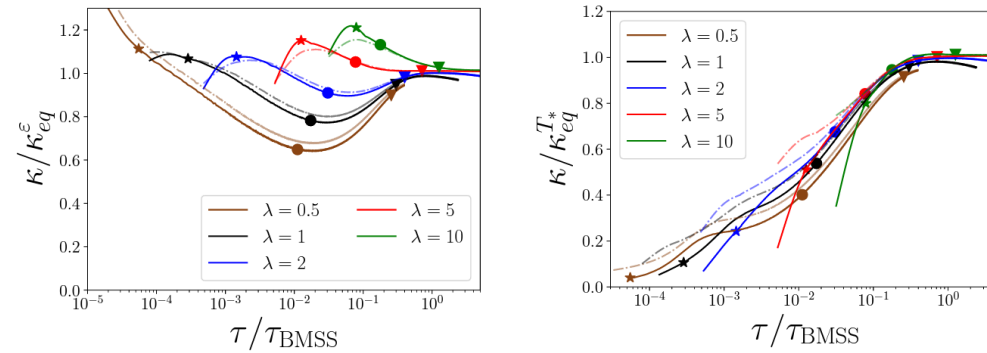 κ/κ^ε_eq
1.2
1.0
0.8
0.6
0.4
0.2
0.0
λ = 0.5
λ = 1
λ = 2
λ = 5
λ = 10
10^−5
10^−4
10^−3
10^−2
10^−1
10^0
τ/τ_BMSS
κ/κ^{T_*}_eq
1.2
1.0
0.8
0.6
0.4
0.2
0.0
λ = 0.5
λ = 1
λ = 2
λ = 5
λ = 10
10^−4
10^−3
10^−2
10^−1
10^0
τ/τ_BMSS